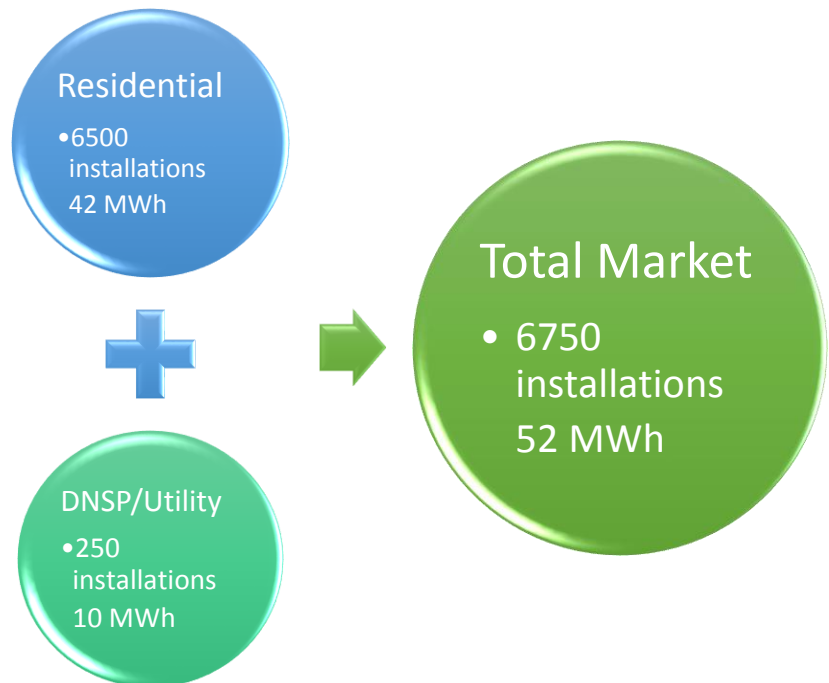 Residential
•6500
installations
42 MWh
DNSP/Utility
•250
installations
10 MWh
Total Market
• 6750
installations
52 MWh